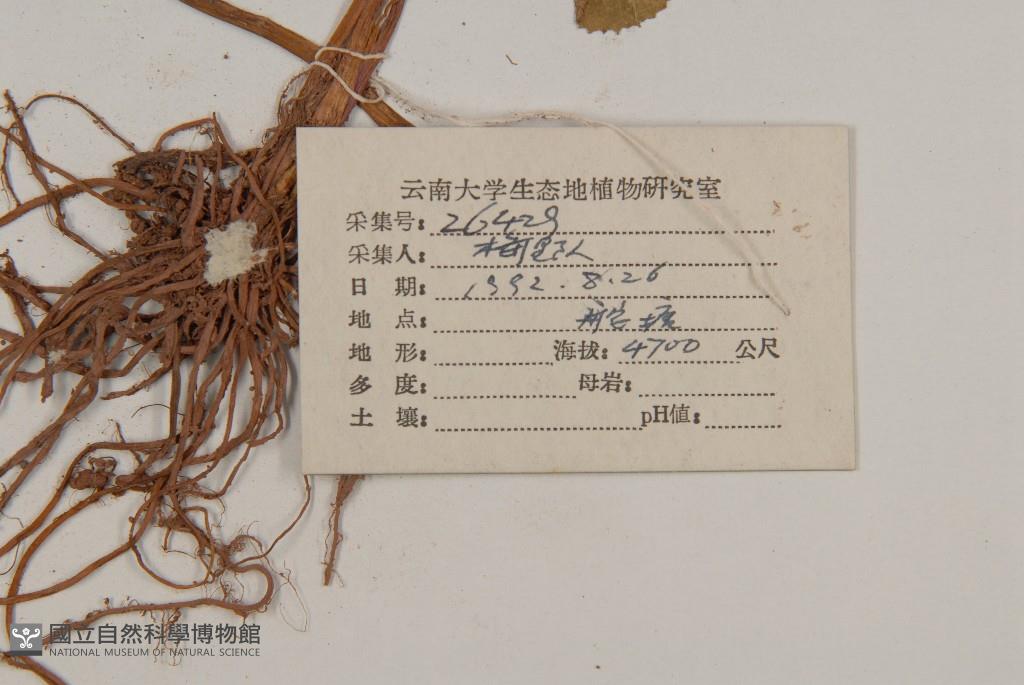 云南大学生态地植物研究室
采集号: 26429
采集人:
日 期: 1992.8.26
地 点:
地 形: 海拔: 4700 公尺
多 度: 母岩:
土 壤: pH値:
國立自然科學博物館
NATIONAL MUSEUM OF NATURAL SCIENCE